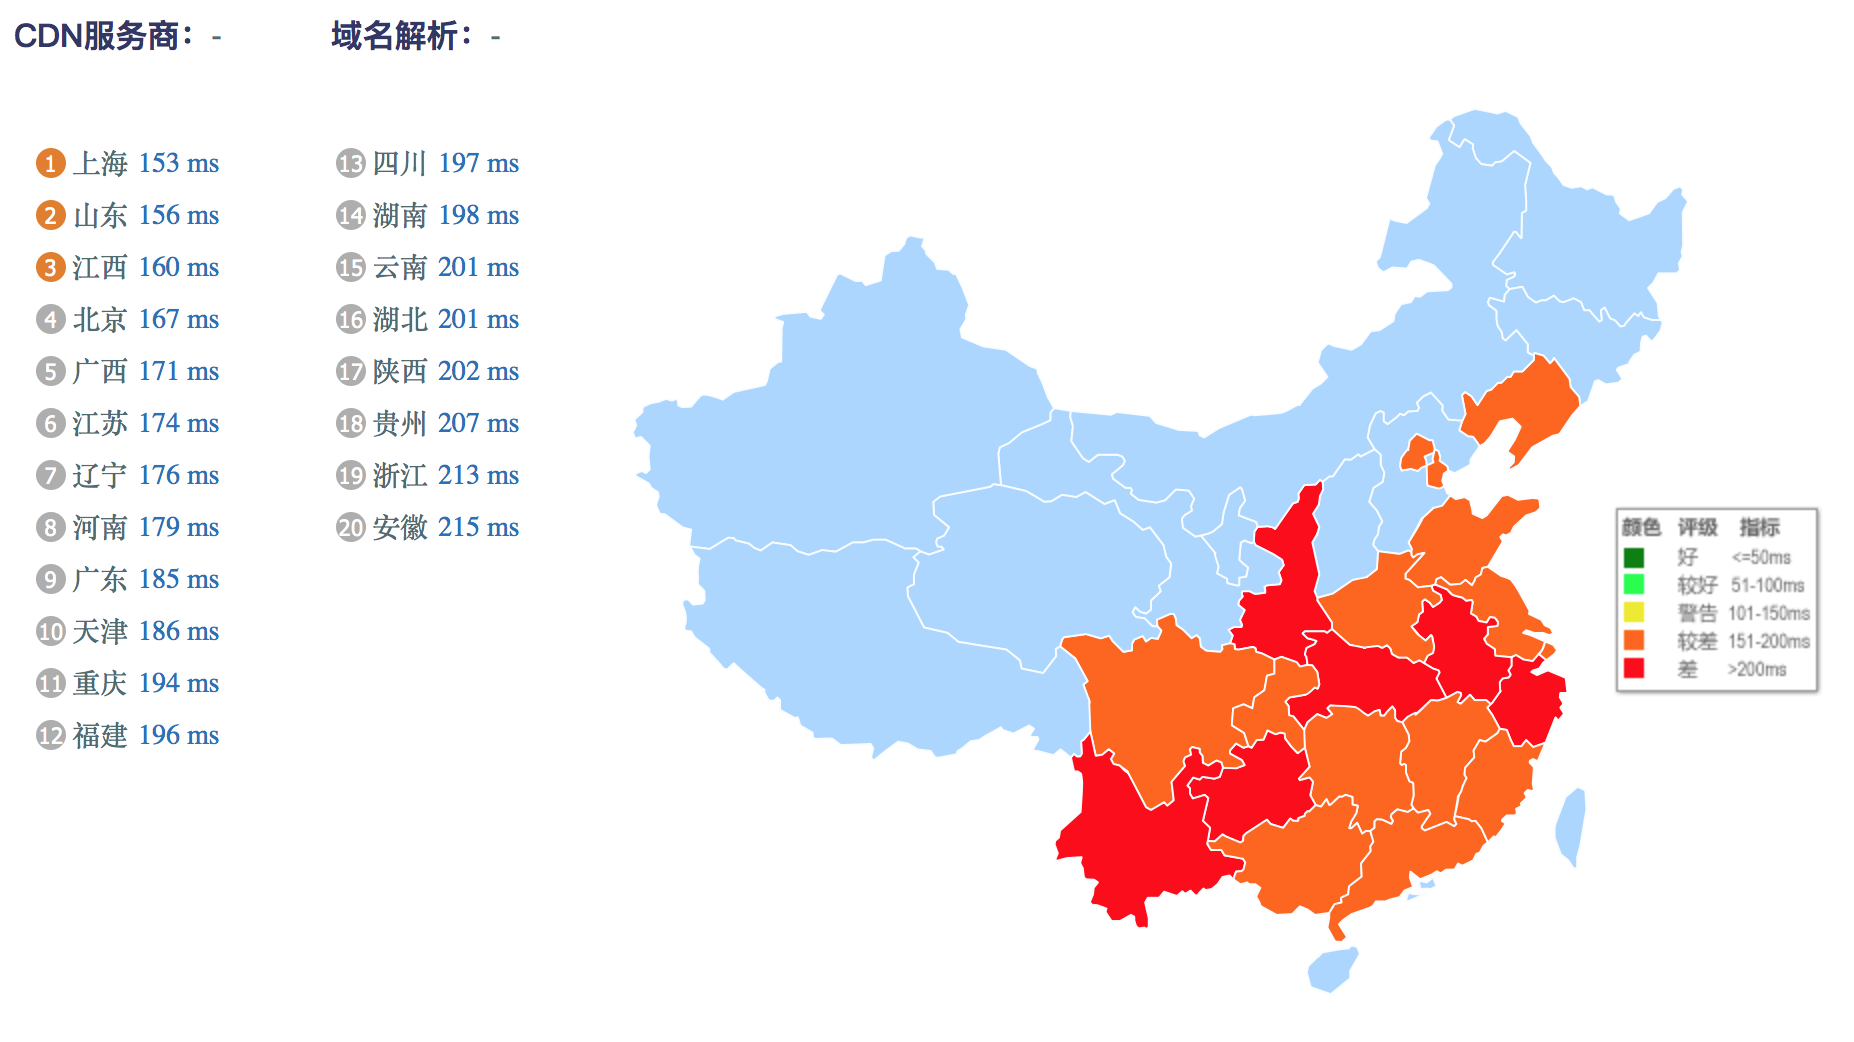 CDN服务商： -
域名解析： -
1 上海 153 ms
2 山东 156 ms
3 江西 160 ms
4 北京 167 ms
5 广西 171 ms
6 江苏 174 ms
7 辽宁 176 ms
8 河南 179 ms
9 广东 185 ms
10 天津 186 ms
11 重庆 194 ms
12 福建 196 ms
13 四川 197 ms
14 湖南 198 ms
15 云南 201 ms
16 湖北 201 ms
17 陕西 202 ms
18 贵州 207 ms
19 浙江 213 ms
20 安徽 215 ms
颜色 评级 指标
好 <=50ms
较好 51-100ms
警告 101-150ms
较差 151-200ms
差 >200ms